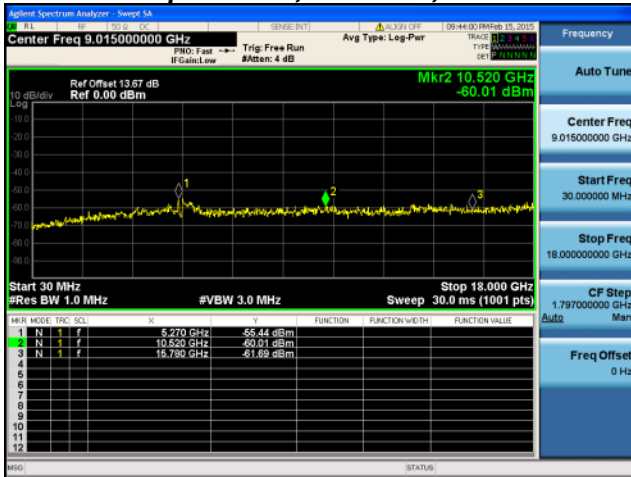 Agilent Spectrum Analyzer - Swept SA
RL RF 50 Ω DC SENSE:INT ALIGN OFF 09:44:00 PM Feb 15, 2015
Center Freq 9.015000000 GHz
PNO: Fast Trig: Free Run Avg Type: Log-Pwr TRACE 1 2 3 4 5 6
IFGain:Low #Atten: 4 dB TYPE
DET P N N N N N
Frequency
Auto Tune
Mkr2 10.520 GHz
-60.01 dBm
Ref Offset 13.67 dB
10 dB/div Ref 0.00 dBm
Log
-10.0
-20.0
-30.0
-40.0
-50.0
-60.0
-70.0
-80.0
-90.0
1
2
3
Center Freq
9.015000000 GHz
Start Freq
30.000000 MHz
Stop Freq
18.000000000 GHz
CF Step
1.797000000 GHz
Auto Man
Freq Offset
0 Hz
Start 30 MHz Stop 18.000 GHz
#Res BW 1.0 MHz #VBW 3.0 MHz Sweep 30.0 ms (1001 pts)
MKR MODE TRC SCL X Y FUNCTION FUNCTION WIDTH FUNCTION VALUE
1 N 1 f 5.270 GHz -55.44 dBm
2 N 1 f 10.520 GHz -60.01 dBm
3 N 1 f 15.780 GHz -61.69 dBm
4
5
6
7
8
9
10
11
12
MSG STATUS